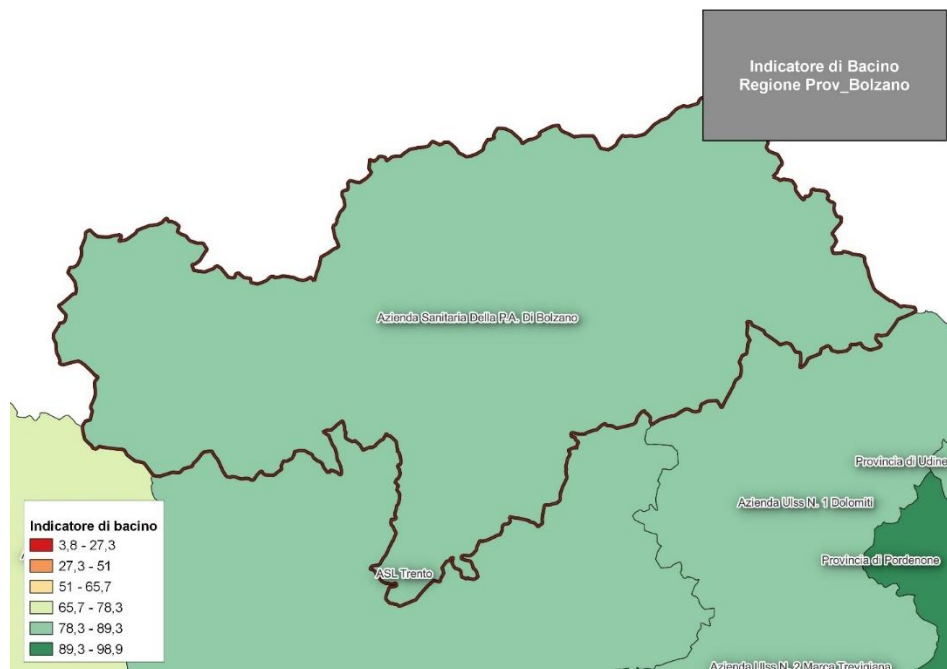 Indicatore di Bacino
Regione Prov_Bolzano
Azienda Sanitaria Della P.A. Di Bolzano
Provincia di Udine
Azienda Ulss N. 1 Dolomiti
Provincia di Pordenone
ASL Trento
Azienda Ulss N. 2 Marca Trevigiana
Indicatore di bacino
3,8 - 27,3
27,3 - 51
51 - 65,7
65,7 - 78,3
78,3 - 89,3
89,3 - 98,9